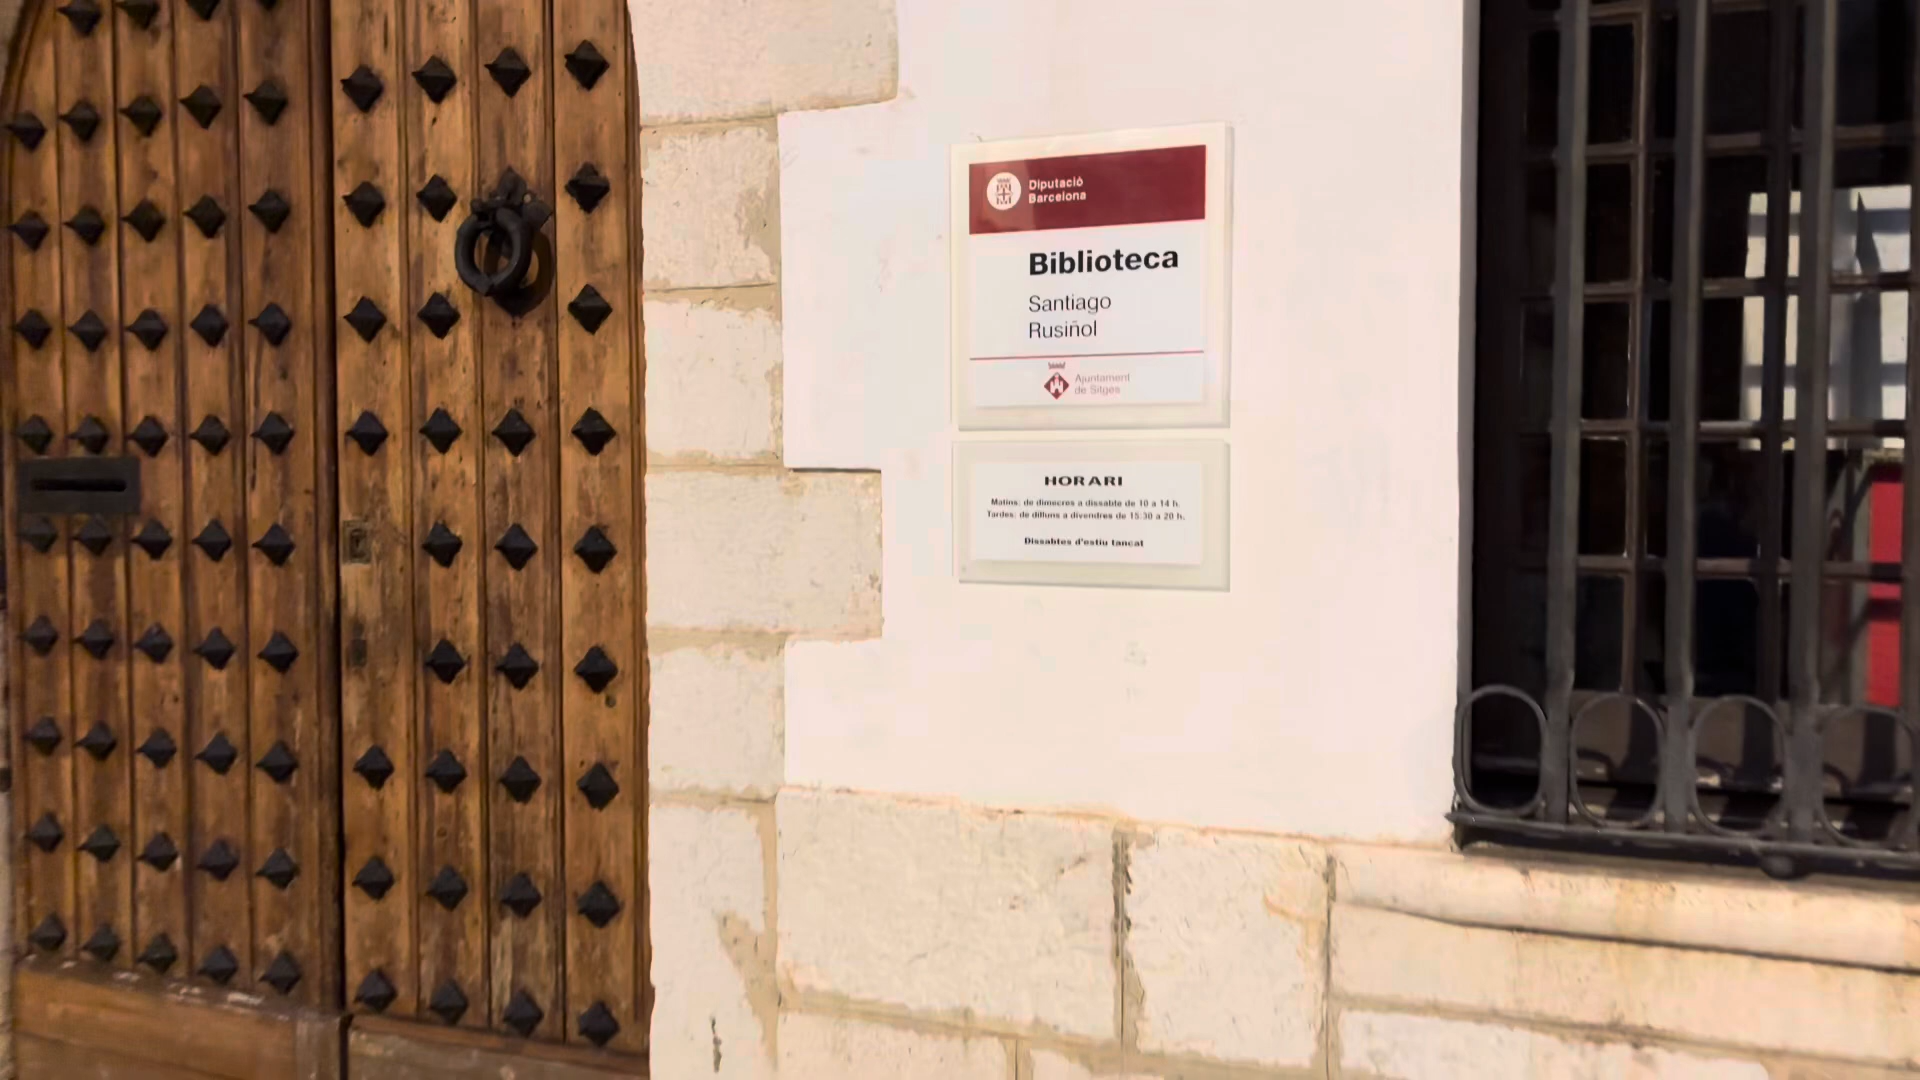 Diputació
Barcelona
Biblioteca
Santiago
Rusiñol
Ajuntament
de Sitges
HORARI
Matins: de dimecres a dissabte de 10 a 14 h.
Tardes: de dilluns a divendres de 15:30 a 20 h.
Dissabtes d'estiu tancat